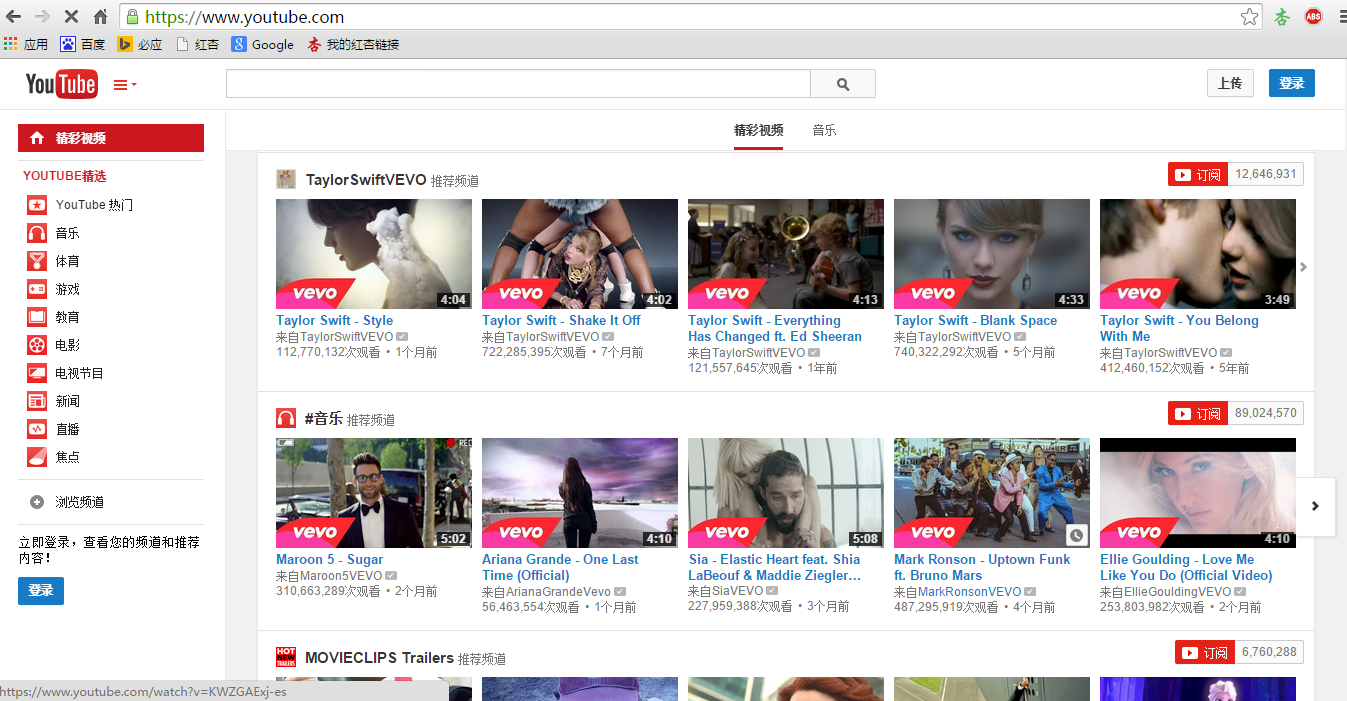 https://www.youtube.com
ABS
应用
百度
必应
红杏
Google
我的红杏链接
YouTube
上传
登录
精彩视频
音乐
精彩视频
YOUTUBE精选
YouTube 热门
音乐
体育
游戏
教育
电影
电视节目
新闻
直播
焦点
浏览频道
立即登录，查看您的频道和推荐
内容！
登录
TaylorSwiftVEVO 推荐频道
订阅 12,646,931
vevo 4:04
Taylor Swift - Style
来自TaylorSwiftVEVO
112,770,132次观看 • 1个月前
vevo 4:02
Taylor Swift - Shake It Off
来自TaylorSwiftVEVO
722,285,395次观看 • 7个月前
vevo 4:13
Taylor Swift - Everything
Has Changed ft. Ed Sheeran
来自TaylorSwiftVEVO
121,557,645次观看 • 1年前
vevo 4:33
Taylor Swift - Blank Space
来自TaylorSwiftVEVO
740,322,292次观看 • 5个月前
vevo 3:49
Taylor Swift - You Belong
With Me
来自TaylorSwiftVEVO
412,460,152次观看 • 5年前
#音乐 推荐频道
订阅 89,024,570
REC
vevo 5:02
Maroon 5 - Sugar
来自Maroon5VEVO
310,663,289次观看 • 2个月前
vevo 4:10
Ariana Grande - One Last
Time (Official)
来自ArianaGrandeVevo
56,463,554次观看 • 1个月前
vevo 5:08
Sia - Elastic Heart feat. Shia
LaBeouf & Maddie Ziegler…
来自SiaVEVO
227,959,388次观看 • 3个月前
vevo
Mark Ronson - Uptown Funk
ft. Bruno Mars
来自MarkRonsonVEVO
487,295,919次观看 • 4个月前
vevo 4:10
Ellie Goulding - Love Me
Like You Do (Official Video)
来自EllieGouldingVEVO
253,803,982次观看 • 2个月前
HOT NEW TRAILERS
MOVIECLIPS Trailers 推荐频道
订阅 6,760,288
https://www.youtube.com/watch?v=KWZGAExj-es